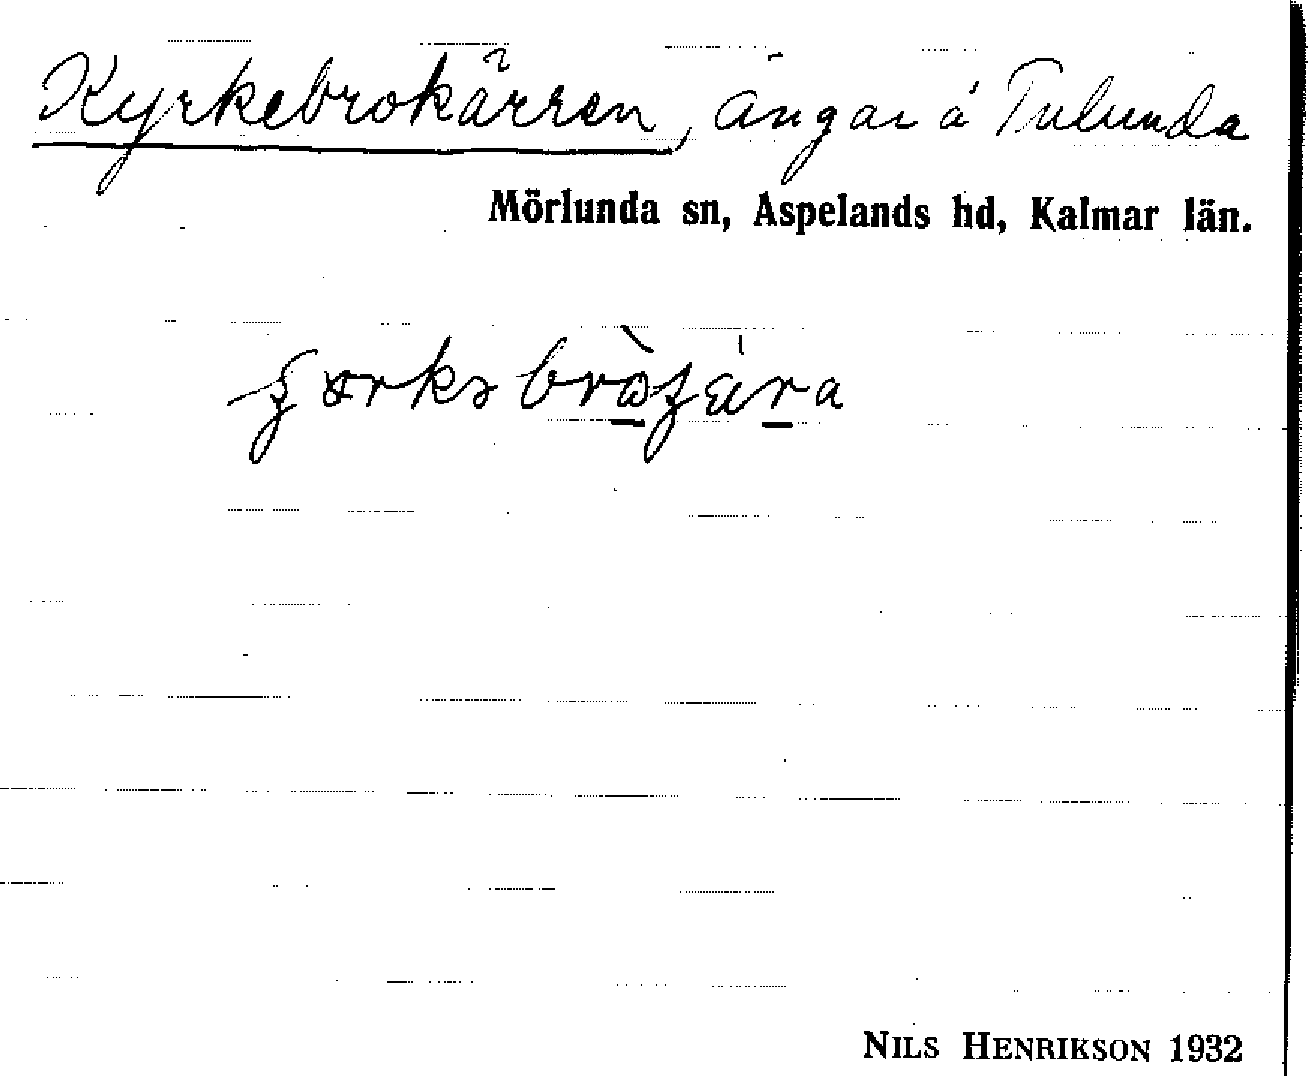 Kyrkebrokärren, ängar å Tulunda
Mörlunda sn, Aspelands hd, Kalmar län.
NILS HENRIKSON 1932